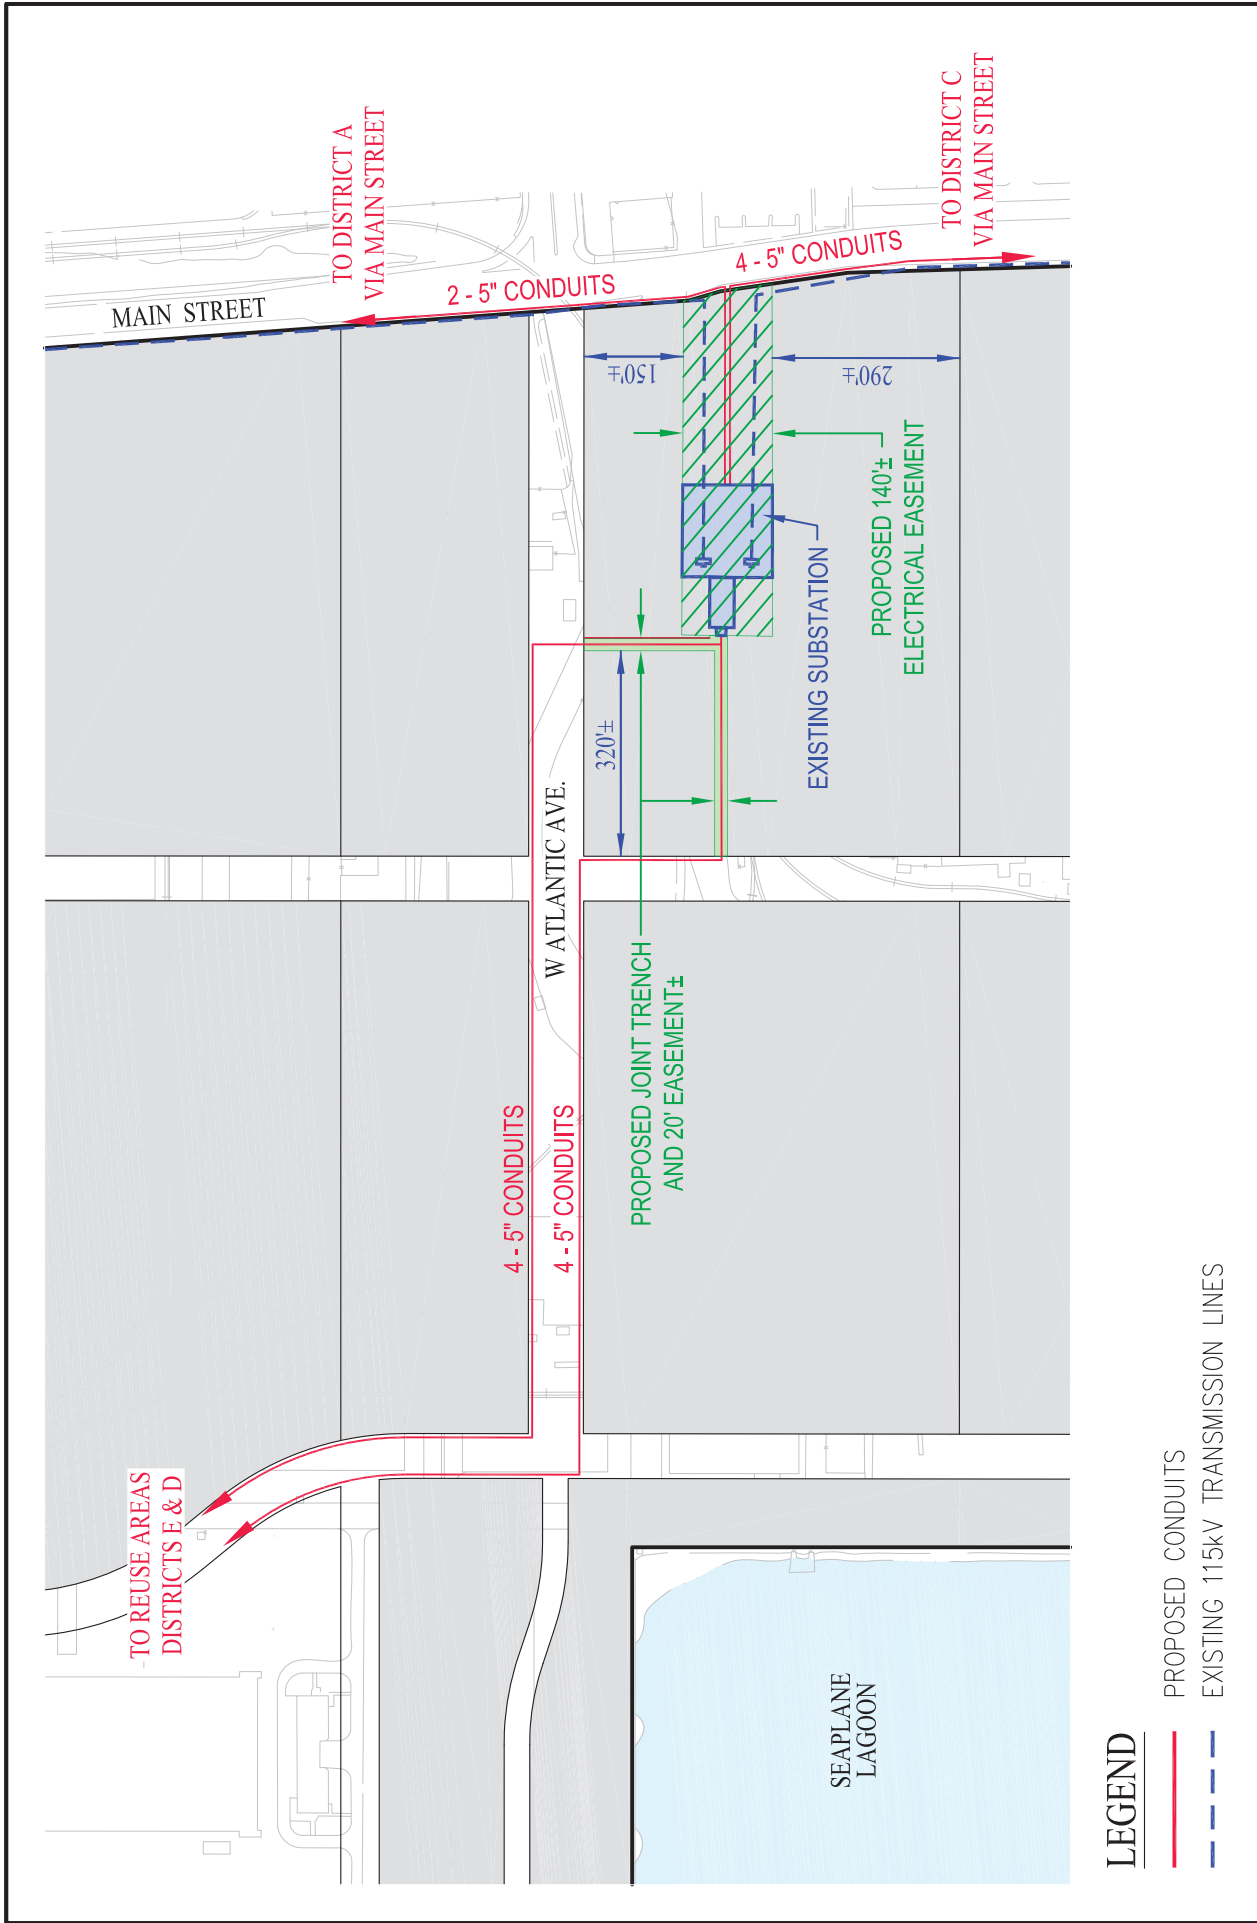 TO REUSE AREAS
DISTRICTS E & D
MAIN STREET
TO DISTRICT A
VIA MAIN STREET
2 - 5" CONDUITS
4 - 5" CONDUITS
TO DISTRICT C
VIA MAIN STREET
4 - 5" CONDUITS
4 - 5" CONDUITS
W ATLANTIC AVE.
320'±
150'±
290'±
PROPOSED JOINT TRENCH
AND 20' EASEMENT±
EXISTING SUBSTATION
PROPOSED 140'±
ELECTRICAL EASEMENT
SEAPLANE
LAGOON
LEGEND
PROPOSED CONDUITS
EXISTING 115kV TRANSMISSION LINES